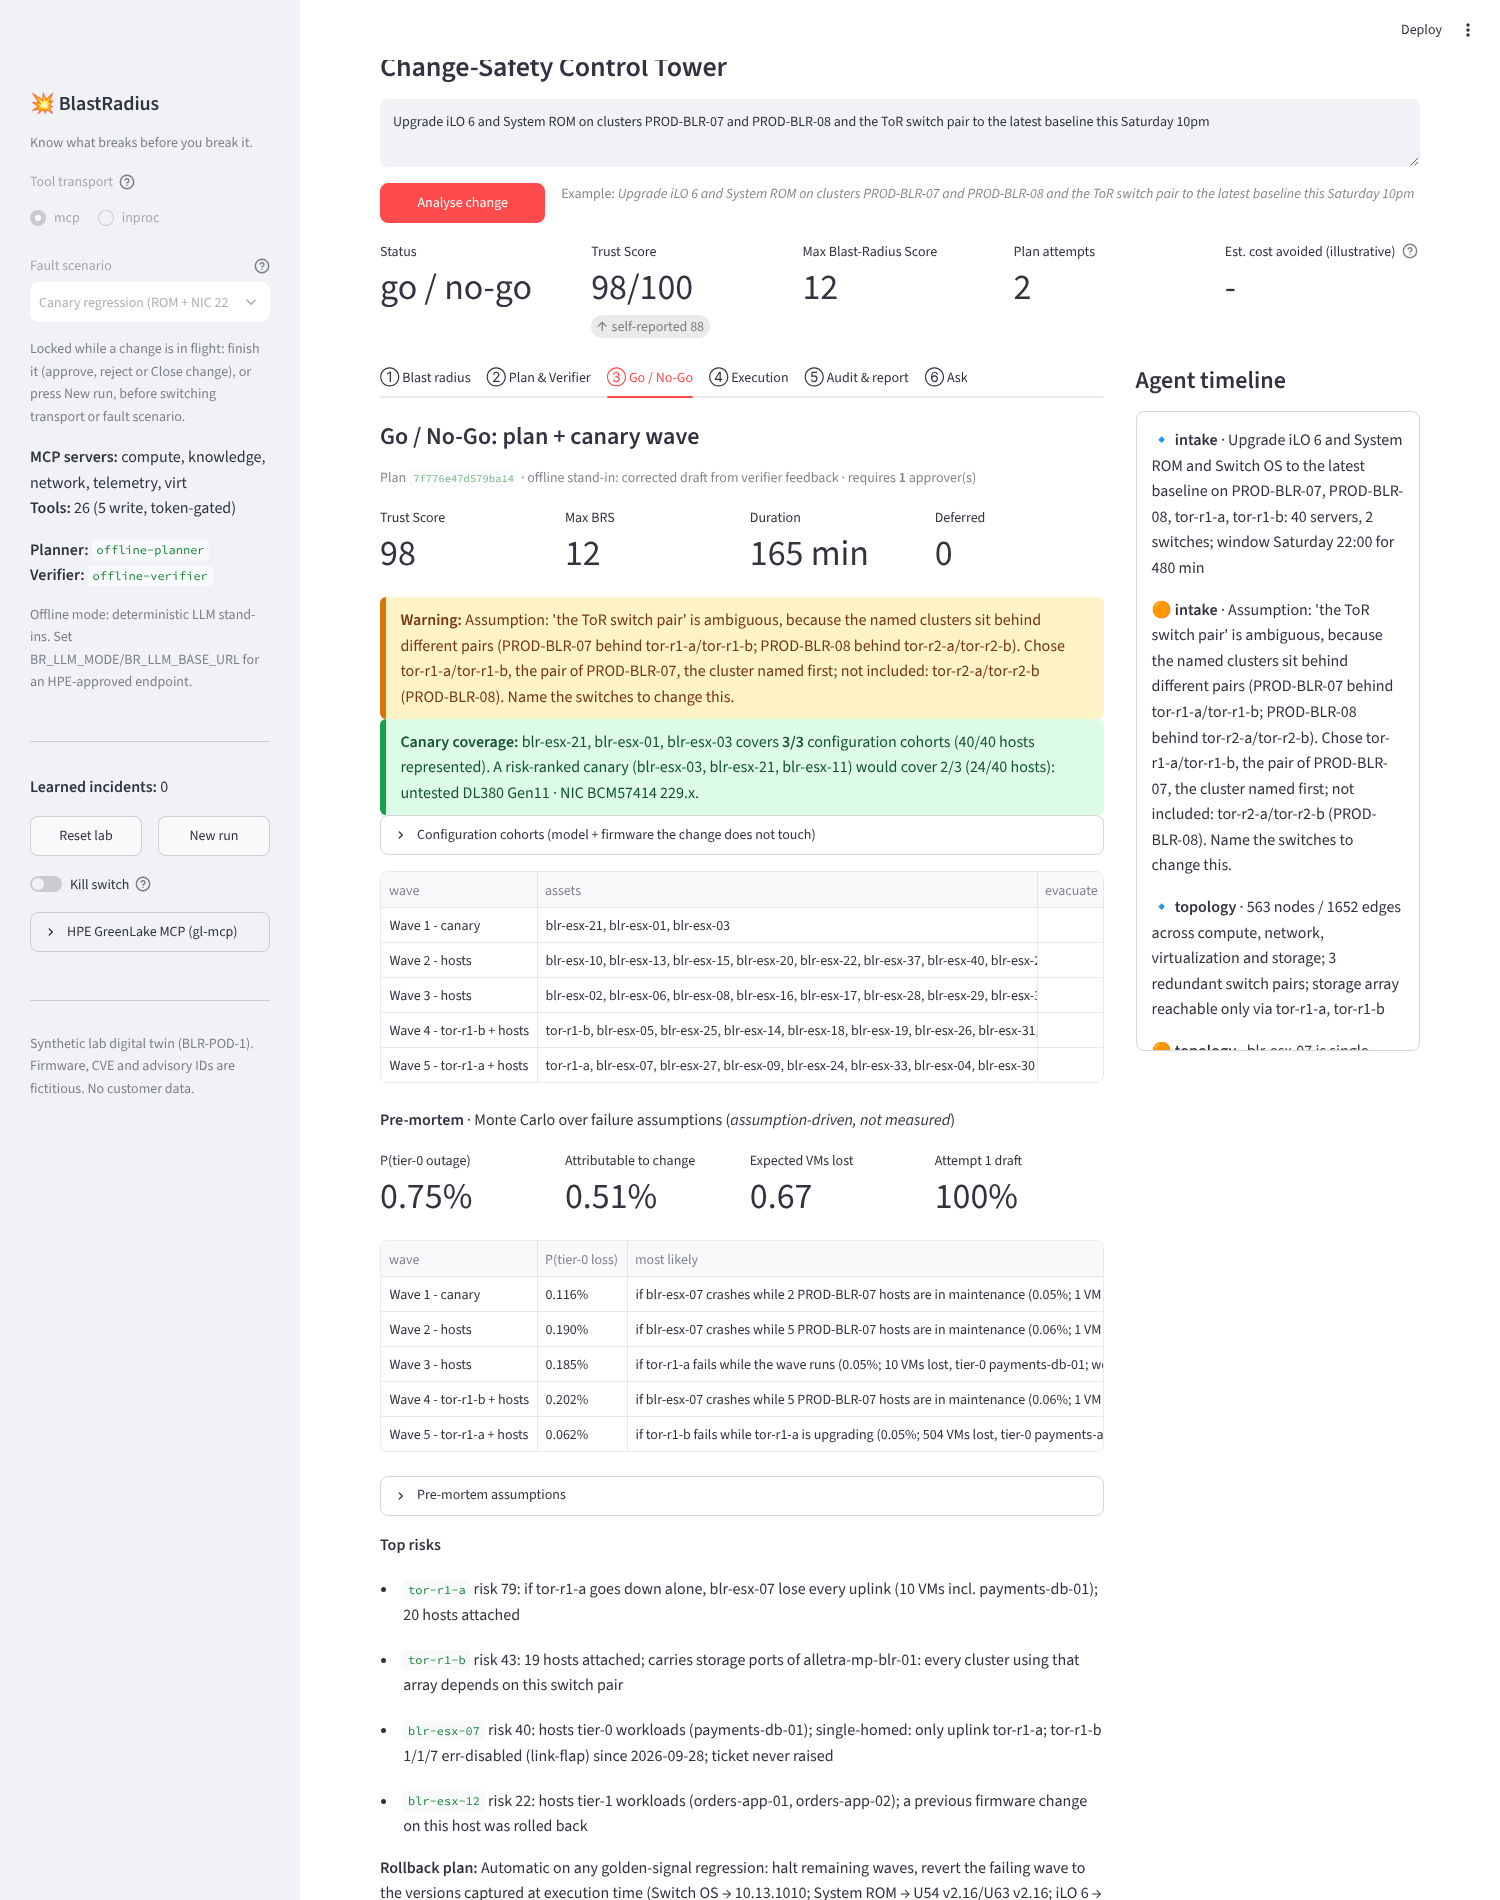 Deploy
💥 BlastRadius
Know what breaks before you break it.
Tool transport
mcp
inproc
Fault scenario
Canary regression (ROM + NIC 22
Locked while a change is in flight: finish
it (approve, reject or Close change), or
press New run, before switching
transport or fault scenario.
MCP servers: compute, knowledge,
network, telemetry, virt
Tools: 26 (5 write, token-gated)
Planner: offline-planner
Verifier: offline-verifier
Offline mode: deterministic LLM stand-
ins. Set
BR_LLM_MODE/BR_LLM_BASE_URL for
an HPE-approved endpoint.
Learned incidents: 0
Reset lab
New run
Kill switch
HPE GreenLake MCP (gl-mcp)
Synthetic lab digital twin (BLR-POD-1).
Firmware, CVE and advisory IDs are
fictitious. No customer data.
Change-Safety Control Tower
Upgrade iLO 6 and System ROM on clusters PROD-BLR-07 and PROD-BLR-08 and the ToR switch pair to the latest baseline this Saturday 10pm
Analyse change
Example: Upgrade iLO 6 and System ROM on clusters PROD-BLR-07 and PROD-BLR-08 and the ToR switch pair to the latest baseline this Saturday 10pm
Status
go / no-go
Trust Score
98/100
↑ self-reported 88
Max Blast-Radius Score
12
Plan attempts
2
Est. cost avoided (illustrative)
-
① Blast radius
② Plan & Verifier
③ Go / No-Go
④ Execution
⑤ Audit & report
⑥ Ask
Go / No-Go: plan + canary wave
Plan 7f776e47d579ba14 · offline stand-in: corrected draft from verifier feedback · requires 1 approver(s)
Trust Score
98
Max BRS
12
Duration
165 min
Deferred
0
Warning: Assumption: 'the ToR switch pair' is ambiguous, because the named clusters sit behind
different pairs (PROD-BLR-07 behind tor-r1-a/tor-r1-b; PROD-BLR-08 behind tor-r2-a/tor-r2-b). Chose
tor-r1-a/tor-r1-b, the pair of PROD-BLR-07, the cluster named first; not included: tor-r2-a/tor-r2-b
(PROD-BLR-08). Name the switches to change this.
Canary coverage: blr-esx-21, blr-esx-01, blr-esx-03 covers 3/3 configuration cohorts (40/40 hosts
represented). A risk-ranked canary (blr-esx-03, blr-esx-21, blr-esx-11) would cover 2/3 (24/40 hosts):
untested DL380 Gen11 · NIC BCM57414 229.x.
Configuration cohorts (model + firmware the change does not touch)
wave assets evacuate
Wave 1 - canary blr-esx-21, blr-esx-01, blr-esx-03
Wave 2 - hosts blr-esx-10, blr-esx-13, blr-esx-15, blr-esx-20, blr-esx-22, blr-esx-37, blr-esx-40, blr-esx-2
Wave 3 - hosts blr-esx-02, blr-esx-06, blr-esx-08, blr-esx-16, blr-esx-17, blr-esx-28, blr-esx-29, blr-esx-3
Wave 4 - tor-r1-b + hosts tor-r1-b, blr-esx-05, blr-esx-25, blr-esx-14, blr-esx-18, blr-esx-19, blr-esx-26, blr-esx-31,
Wave 5 - tor-r1-a + hosts tor-r1-a, blr-esx-07, blr-esx-27, blr-esx-09, blr-esx-24, blr-esx-33, blr-esx-04, blr-esx-30
Pre-mortem · Monte Carlo over failure assumptions (assumption-driven, not measured)
P(tier-0 outage)
0.75%
Attributable to change
0.51%
Expected VMs lost
0.67
Attempt 1 draft
100%
wave P(tier-0 loss) most likely
Wave 1 - canary 0.116% if blr-esx-07 crashes while 2 PROD-BLR-07 hosts are in maintenance (0.05%; 1 VM
Wave 2 - hosts 0.190% if blr-esx-07 crashes while 5 PROD-BLR-07 hosts are in maintenance (0.06%; 1 VM
Wave 3 - hosts 0.185% if tor-r1-a fails while the wave runs (0.05%; 10 VMs lost, tier-0 payments-db-01; w
Wave 4 - tor-r1-b + hosts 0.202% if blr-esx-07 crashes while 5 PROD-BLR-07 hosts are in maintenance (0.06%; 1 VM
Wave 5 - tor-r1-a + hosts 0.062% if tor-r1-b fails while tor-r1-a is upgrading (0.05%; 504 VMs lost, tier-0 payments-a
Pre-mortem assumptions
Top risks
• tor-r1-a risk 79: if tor-r1-a goes down alone, blr-esx-07 lose every uplink (10 VMs incl. payments-db-01);
20 hosts attached
• tor-r1-b risk 43: 19 hosts attached; carries storage ports of alletra-mp-blr-01: every cluster using that
array depends on this switch pair
• blr-esx-07 risk 40: hosts tier-0 workloads (payments-db-01); single-homed: only uplink tor-r1-a; tor-r1-b
1/1/7 err-disabled (link-flap) since 2026-09-28; ticket never raised
• blr-esx-12 risk 22: hosts tier-1 workloads (orders-app-01, orders-app-02); a previous firmware change
on this host was rolled back
Rollback plan: Automatic on any golden-signal regression: halt remaining waves, revert the failing wave to
the versions captured at execution time (Switch OS → 10.13.1010; System ROM → U54 v2.16/U63 v2.16; iLO 6 →
Agent timeline
🔹 intake · Upgrade iLO 6 and System
ROM and Switch OS to the latest
baseline on PROD-BLR-07, PROD-BLR-
08, tor-r1-a, tor-r1-b: 40 servers, 2
switches; window Saturday 22:00 for
480 min
🟠 intake · Assumption: 'the ToR
switch pair' is ambiguous, because
the named clusters sit behind
different pairs (PROD-BLR-07 behind
tor-r1-a/tor-r1-b; PROD-BLR-08
behind tor-r2-a/tor-r2-b). Chose tor-
r1-a/tor-r1-b, the pair of PROD-BLR-
07, the cluster named first; not
included: tor-r2-a/tor-r2-b (PROD-
BLR-08). Name the switches to
change this.
🔹 topology · 563 nodes / 1652 edges
across compute, network,
virtualization and storage; 3
redundant switch pairs; storage array
reachable only via tor-r1-a, tor-r1-b
🟠 topology · blr-esx-07 is single-